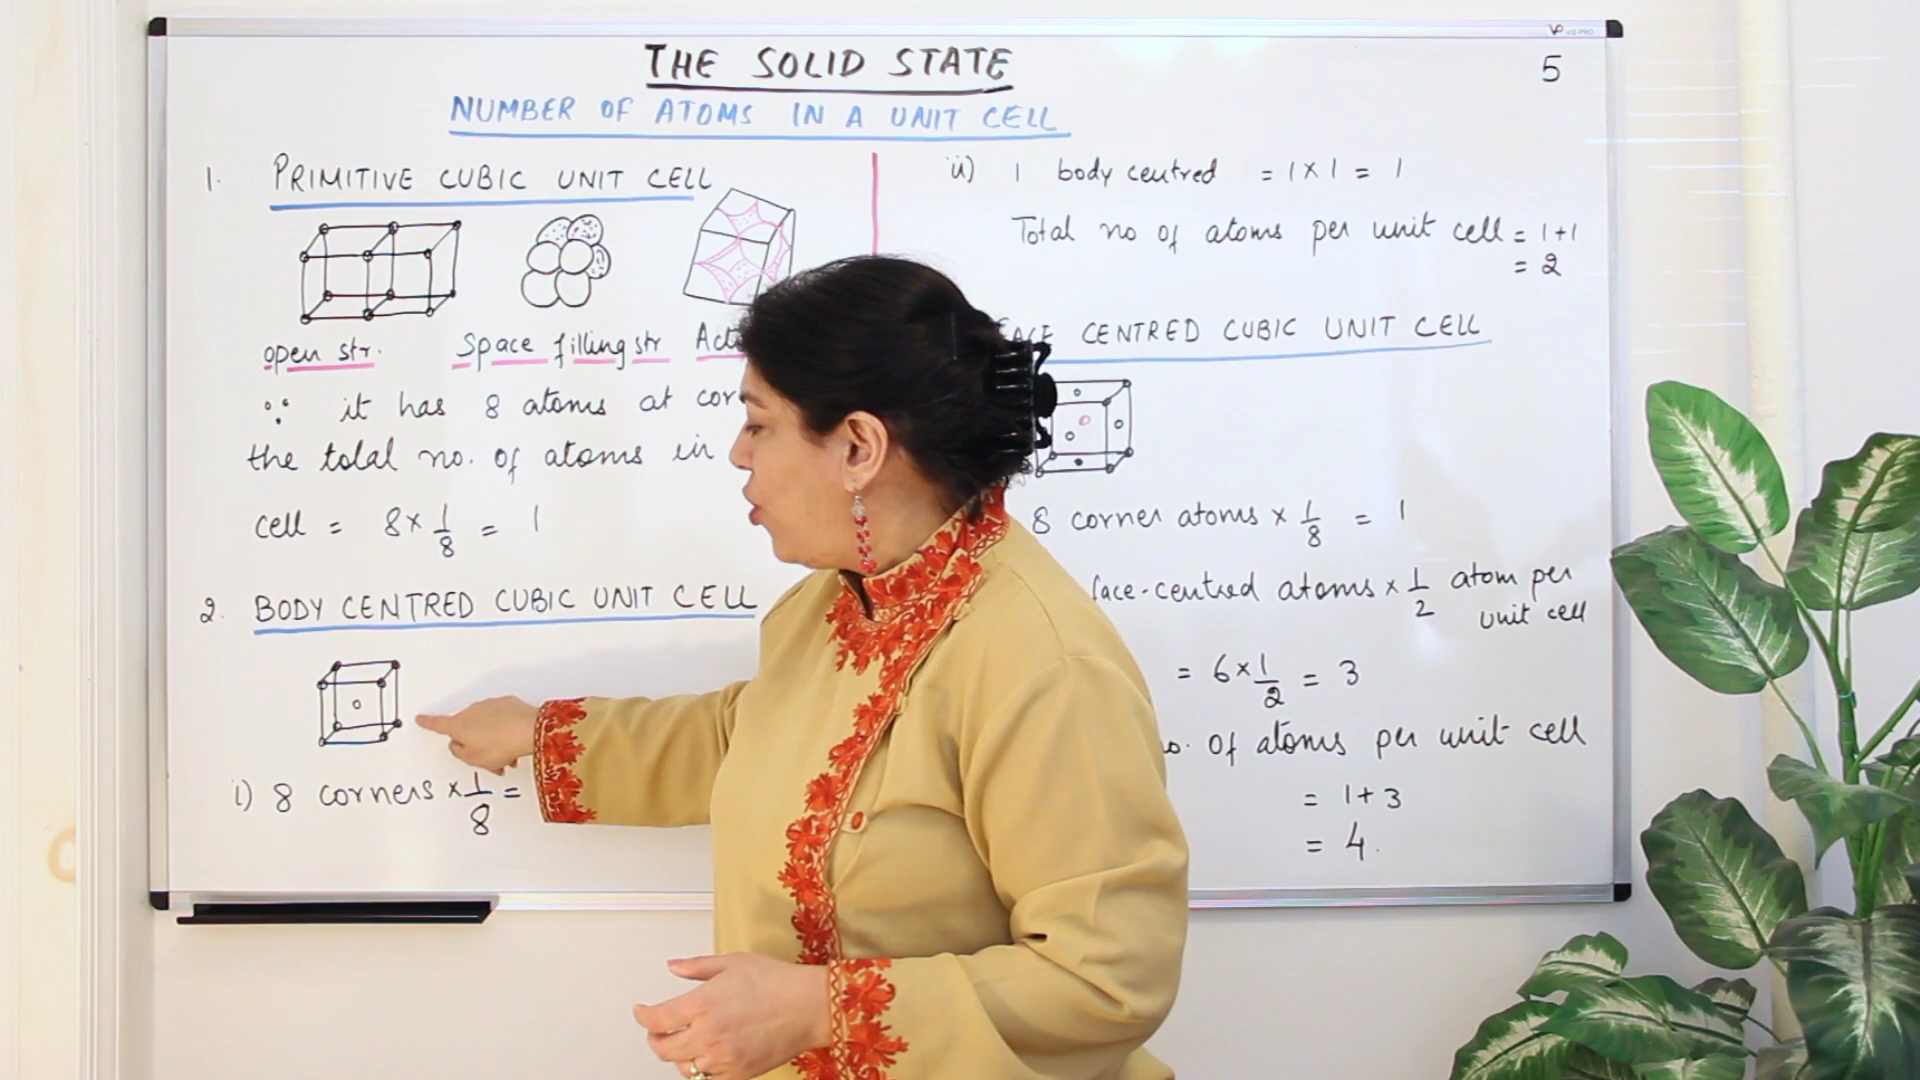 THE SOLID STATE
5
NUMBER OF ATOMS IN A UNIT CELL
1. PRIMITIVE CUBIC UNIT CELL
open str. Space filling str
∵ it has 8 atoms at
the total no. of atoms in
cell = 8 × 1/8 = 1
2. BODY CENTRED CUBIC UNIT CELL
i) 8 corners × 1/8 =
ii) 1 body centred = 1 × 1 = 1
Total no of atoms per unit cell = 1+1
= 2
CENTRED CUBIC UNIT CELL
8 corner atoms × 1/8 = 1
face-centred atoms × 1/2 atom per
unit cell
= 6 × 1/2 = 3
of atoms per unit cell
= 1+3
= 4.